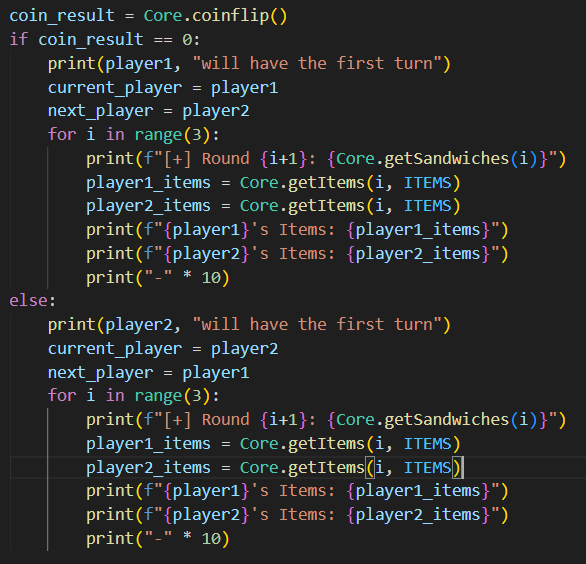 coin_result = Core.coinflip()
if coin_result == 0:
    print(player1, "will have the first turn")
    current_player = player1
    next_player = player2
    for i in range(3):
        print(f"[+] Round {i+1}: {Core.getSandwiches(i)}")
        player1_items = Core.getItems(i, ITEMS)
        player2_items = Core.getItems(i, ITEMS)
        print(f"{player1}'s Items: {player1_items}")
        print(f"{player2}'s Items: {player2_items}")
        print("-" * 10)
else:
    print(player2, "will have the first turn")
    current_player = player2
    next_player = player1
    for i in range(3):
        print(f"[+] Round {i+1}: {Core.getSandwiches(i)}")
        player1_items = Core.getItems(i, ITEMS)
        player2_items = Core.getItems(i, ITEMS)
        print(f"{player1}'s Items: {player1_items}")
        print(f"{player2}'s Items: {player2_items}")
        print("-" * 10)